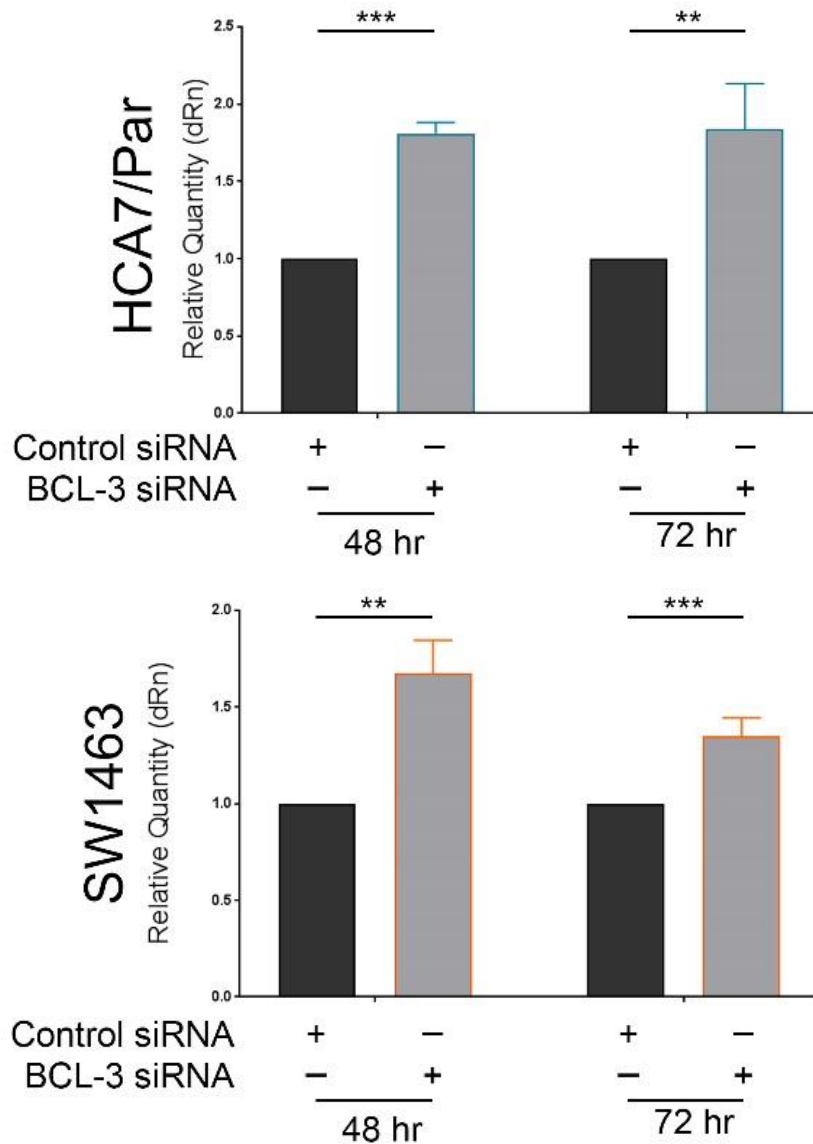 HCA7/Par
Relative Quantity (dRn)
*** **
2.5
2.0
1.5
1.0
0.5
0.0
Control siRNA + − + −
BCL-3 siRNA − + − +
48 hr 72 hr
SW1463
Relative Quantity (dRn)
** ***
2.0
1.5
1.0
0.5
0.0
Control siRNA + − + −
BCL-3 siRNA − + − +
48 hr 72 hr